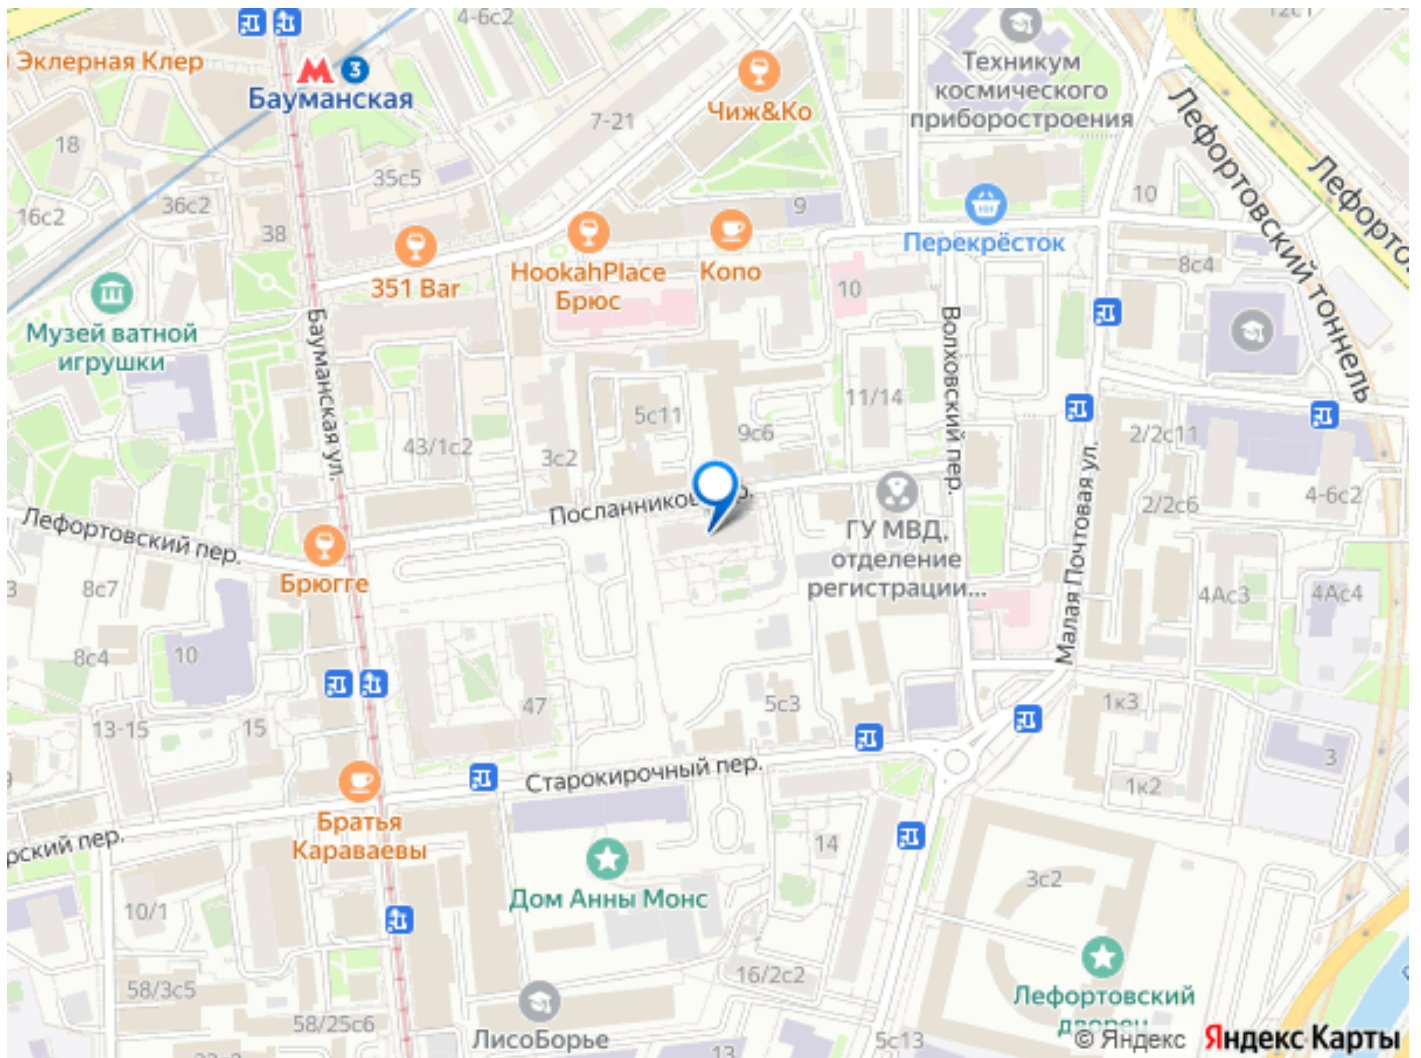 4-6с2
12с1
Эклерная Клер
3
Бауманская
Чиж&Ко
Техникум
космического
приборостроения
Лефортовский тоннель
Лефорто
7-21
18
35с5
36с2
16с2
38
9
10
351 Bar
HookahPlace
Брюс
Копо
Перекрёсток
8с4
10
Музей ватной
игрушки
Бауманская ул.
Волховский пер.
11/14
5с11
9с6
43/1с2
3с2
2/2с11
2/2с6
4-6с2
Малая Почтовая ул.
Лефортовский пер.
ГУ МВД,
отделение
регистрации...
Брюгге
8с7
8с4
10
4Ас3
4Ас4
3
47
5с3
1к3
1к2
3
13-15
15
Старокирочный пер.
Братья
Караваевы
рский пер.
14
3с2
Дом Анны Монс
10/1
58/3с5
58/25с6
16/2с2
Лефортовский
дворец
ЛисоБорье
13
5с13
© Яндекс Яндекс Карты